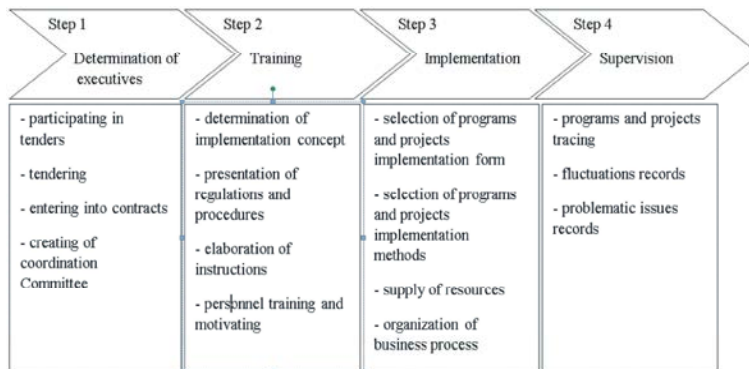 Step 1
Determination of
executives
Step 2
Training
Step 3
Implementation
Step 4
Supervision
- participating in
tenders
- tendering
- entering into contracts
- creating of
coordination
Committee
- determination of
implementation concept
- presentation of
regulations and
procedures
- elaboration of
instructions
- personnel training and
motivating
- selection of programs
and projects
implementation form
- selection of programs
and projects
implementation
methods
- supply of resources
- organization of
business process
- programs and projects
tracing
- fluctuations records
- problematic issues
records